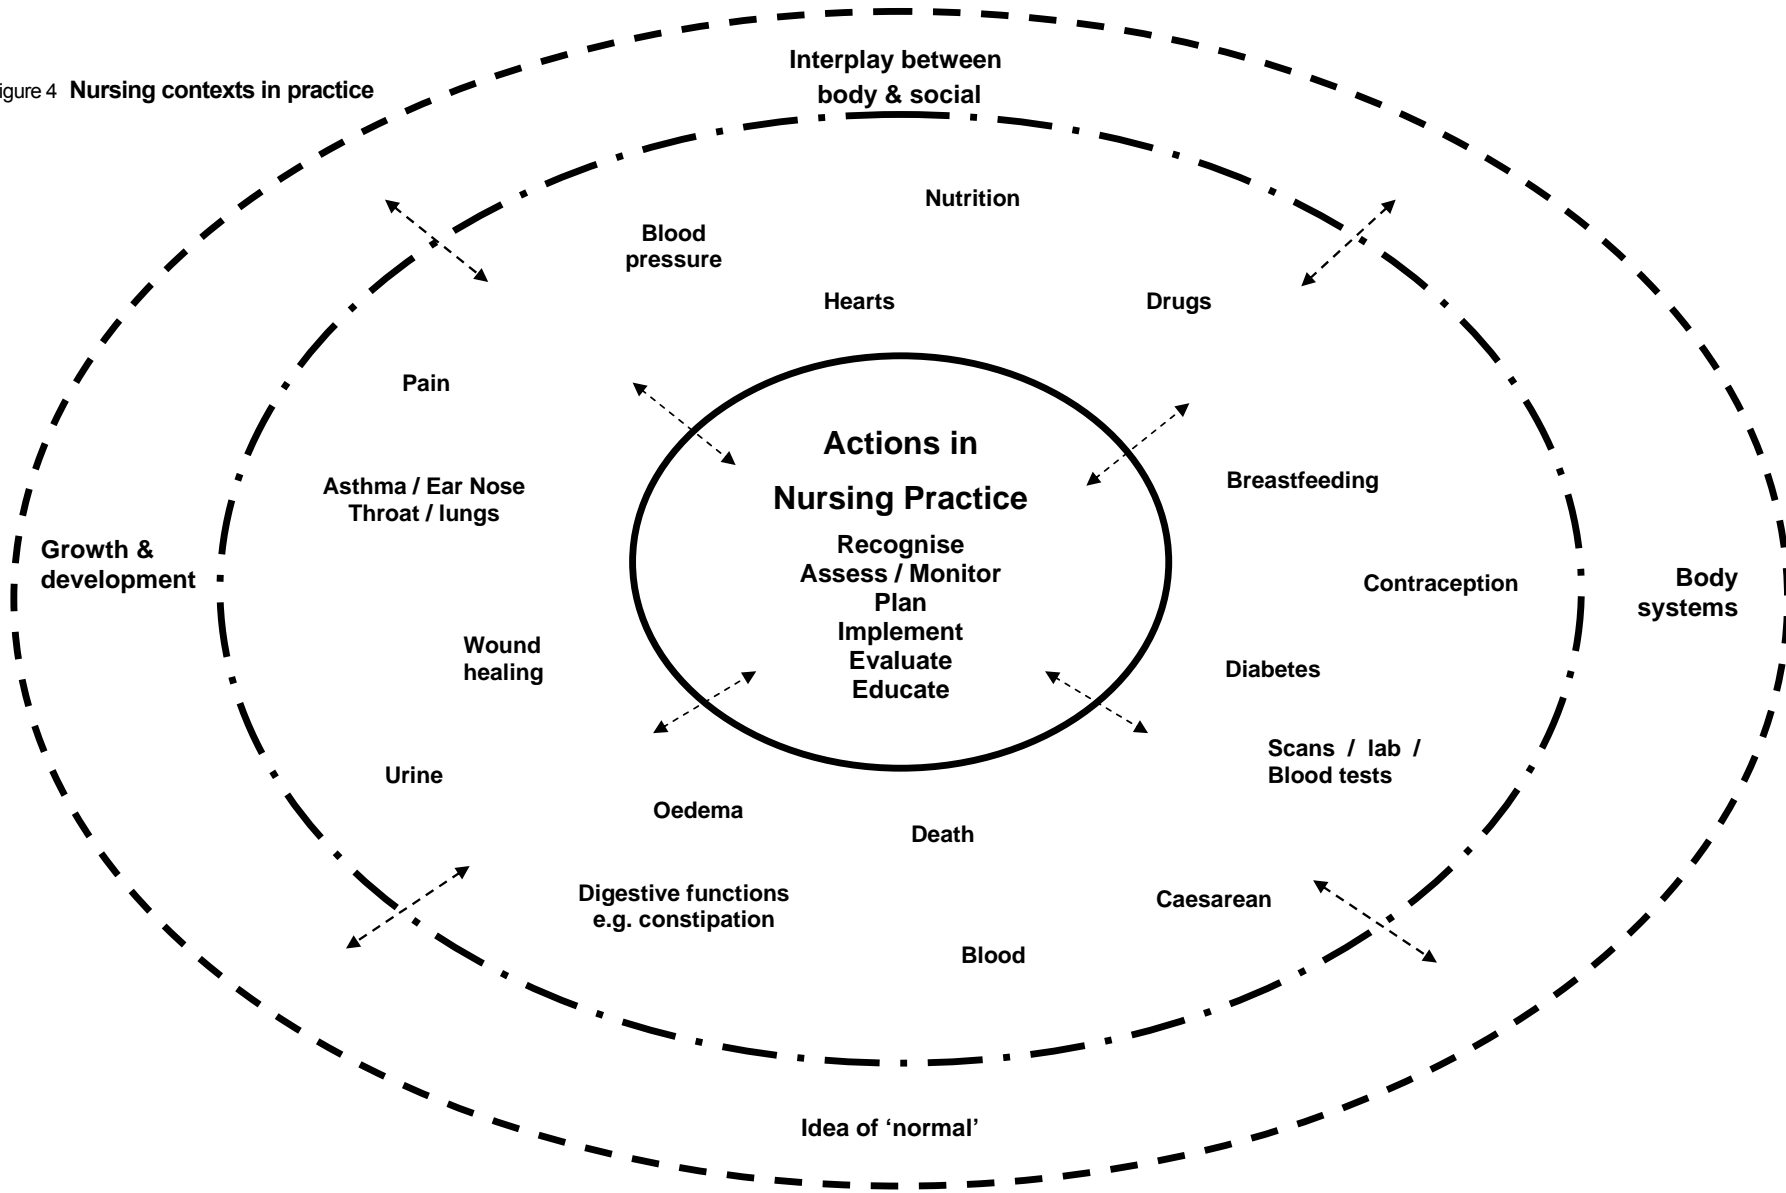 igure 4 Nursing contexts in practice
Interplay between
body & social
Nutrition
Blood
pressure
Hearts
Drugs
Pain
Actions in
Nursing Practice
Recognise
Assess / Monitor
Plan
Implement
Evaluate
Educate
Asthma / Ear Nose
Throat / lungs
Breastfeeding
Growth &
development
Contraception
Body
systems
Wound
healing
Diabetes
Scans / lab /
Blood tests
Urine
Oedema
Death
Digestive functions
e.g. constipation
Caesarean
Blood
Idea of ‘normal’